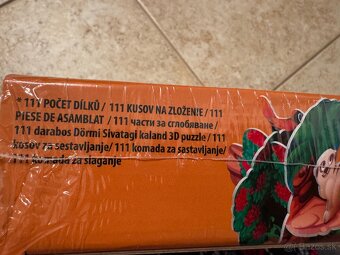 * 111 POČET DÍLKŮ / 111 KUSOV NA ZLOŽENIE / 111
PIESE DE ASAMBLAT / 111 части за сглобяване/
111 darabos Dörmi Sivatagi kaland 3D puzzle/ 111
kosov za sestavljanje/ 111 komada za sastavljanje/
111 komada za slaganje